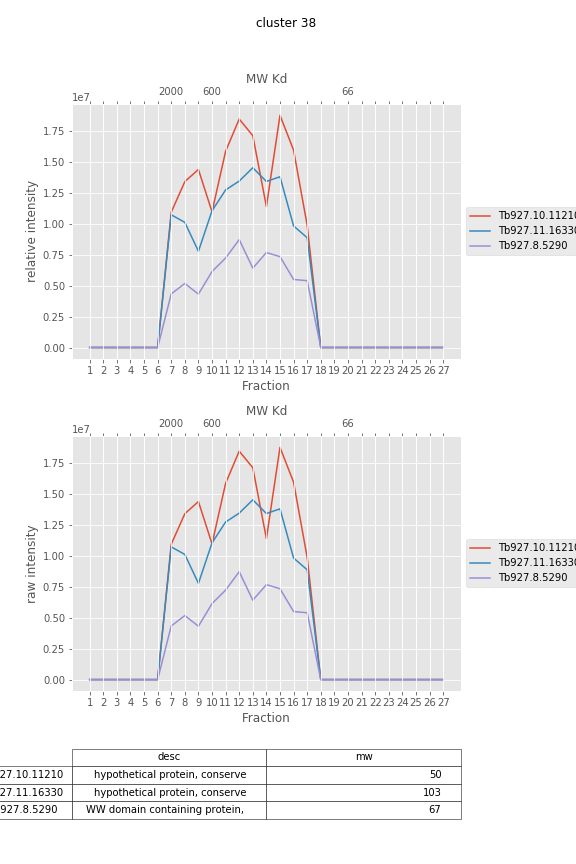 cluster 38
MW Kd
2000 600 66
1e7
1.75
1.50
1.25
1.00
0.75
0.50
0.25
0.00
relative intensity
1 2 3 4 5 6 7 8 9 10 11 12 13 14 15 16 17 18 19 20 21 22 23 24 25 26 27
Fraction
Tb927.10.11210
Tb927.11.16330
Tb927.8.5290
MW Kd
2000 600 66
1e7
1.75
1.50
1.25
1.00
0.75
0.50
0.25
0.00
raw intensity
1 2 3 4 5 6 7 8 9 10 11 12 13 14 15 16 17 18 19 20 21 22 23 24 25 26 27
Fraction
Tb927.10.11210
Tb927.11.16330
Tb927.8.5290
desc mw
27.10.11210 hypothetical protein, conserve 50
27.11.16330 hypothetical protein, conserve 103
927.8.5290 WW domain containing protein, 67